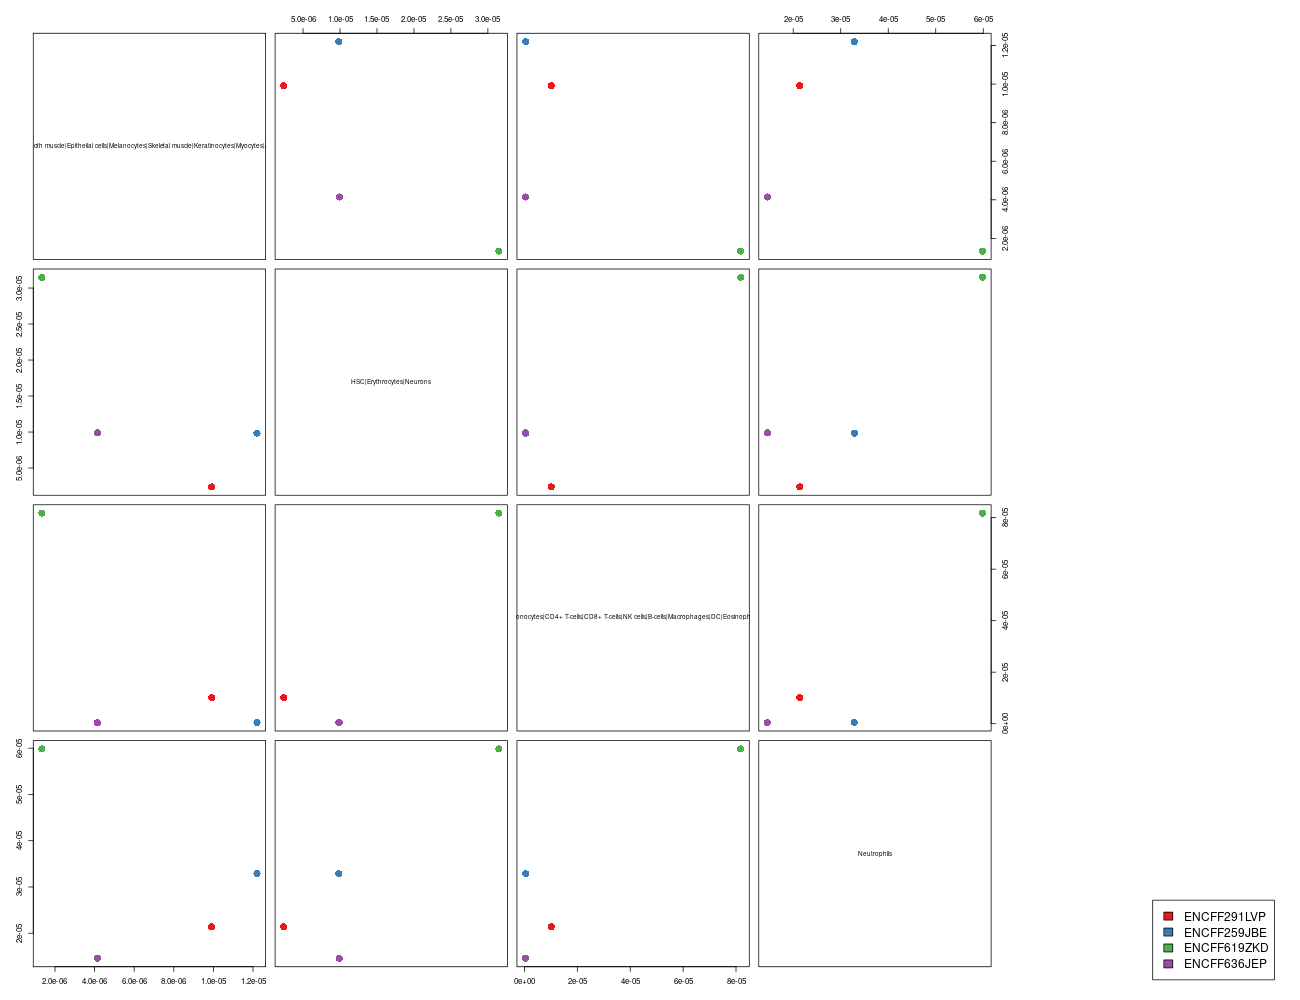 5.0e-06 1.0e-05 1.5e-05 2.0e-05 2.5e-05 3.0e-05
2e-05 3e-05 4e-05 5e-05 6e-05
1.2e-05
1.0e-05
8.0e-06
6.0e-06
4.0e-06
2.0e-06
oth muscle|Epithelial cells|Melanocytes|Skeletal muscle|Keratinocytes|Myocytes|
3.0e-05
2.5e-05
2.0e-05
1.5e-05
1.0e-05
5.0e-06
HSC|Erythrocytes|Neurons
onocytes|CD4+ T-cells|CD8+ T-cells|NK cells|B-cells|Macrophages|DC|Eosinoph
8e-05
6e-05
4e-05
2e-05
0e+00
6e-05
5e-05
4e-05
3e-05
2e-05
Neutrophils
2.0e-06 4.0e-06 6.0e-06 8.0e-06 1.0e-05 1.2e-05
0e+00 2e-05 4e-05 6e-05 8e-05
ENCFF291LVP
ENCFF259JBE
ENCFF619ZKD
ENCFF636JEP